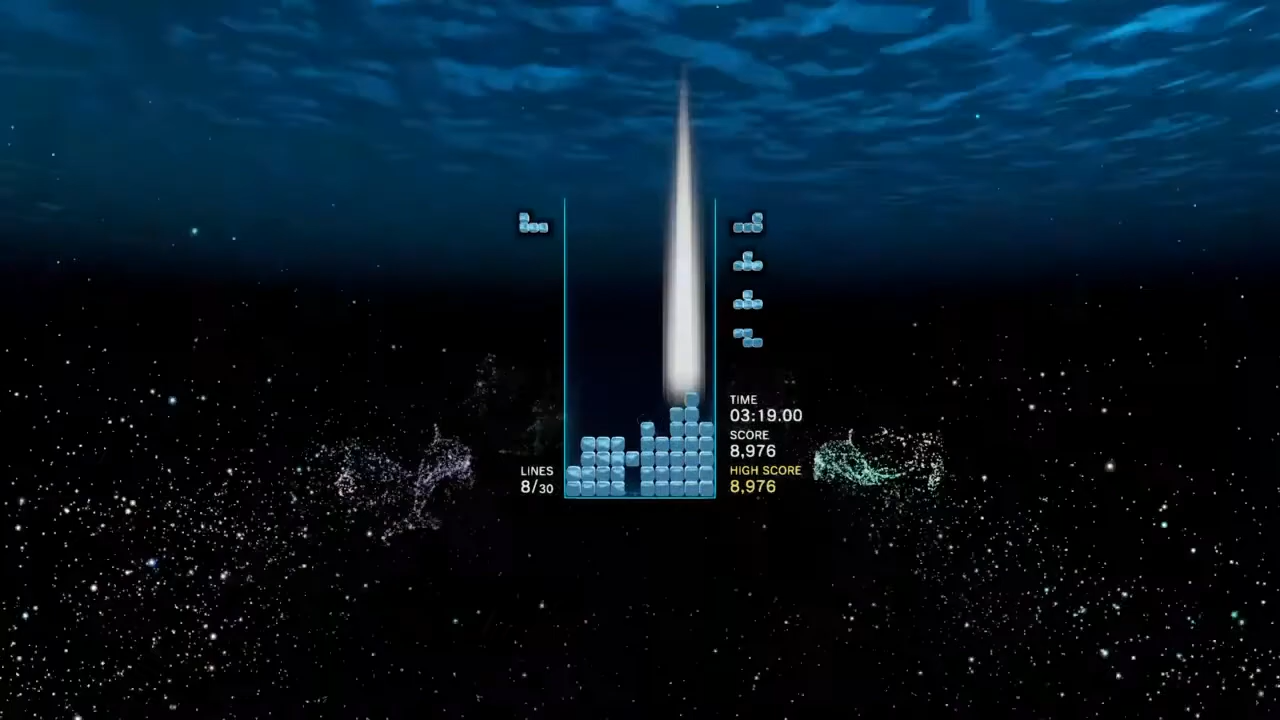 LINES
8/30
TIME
03:19.00
SCORE
8,976
HIGH SCORE
8,976